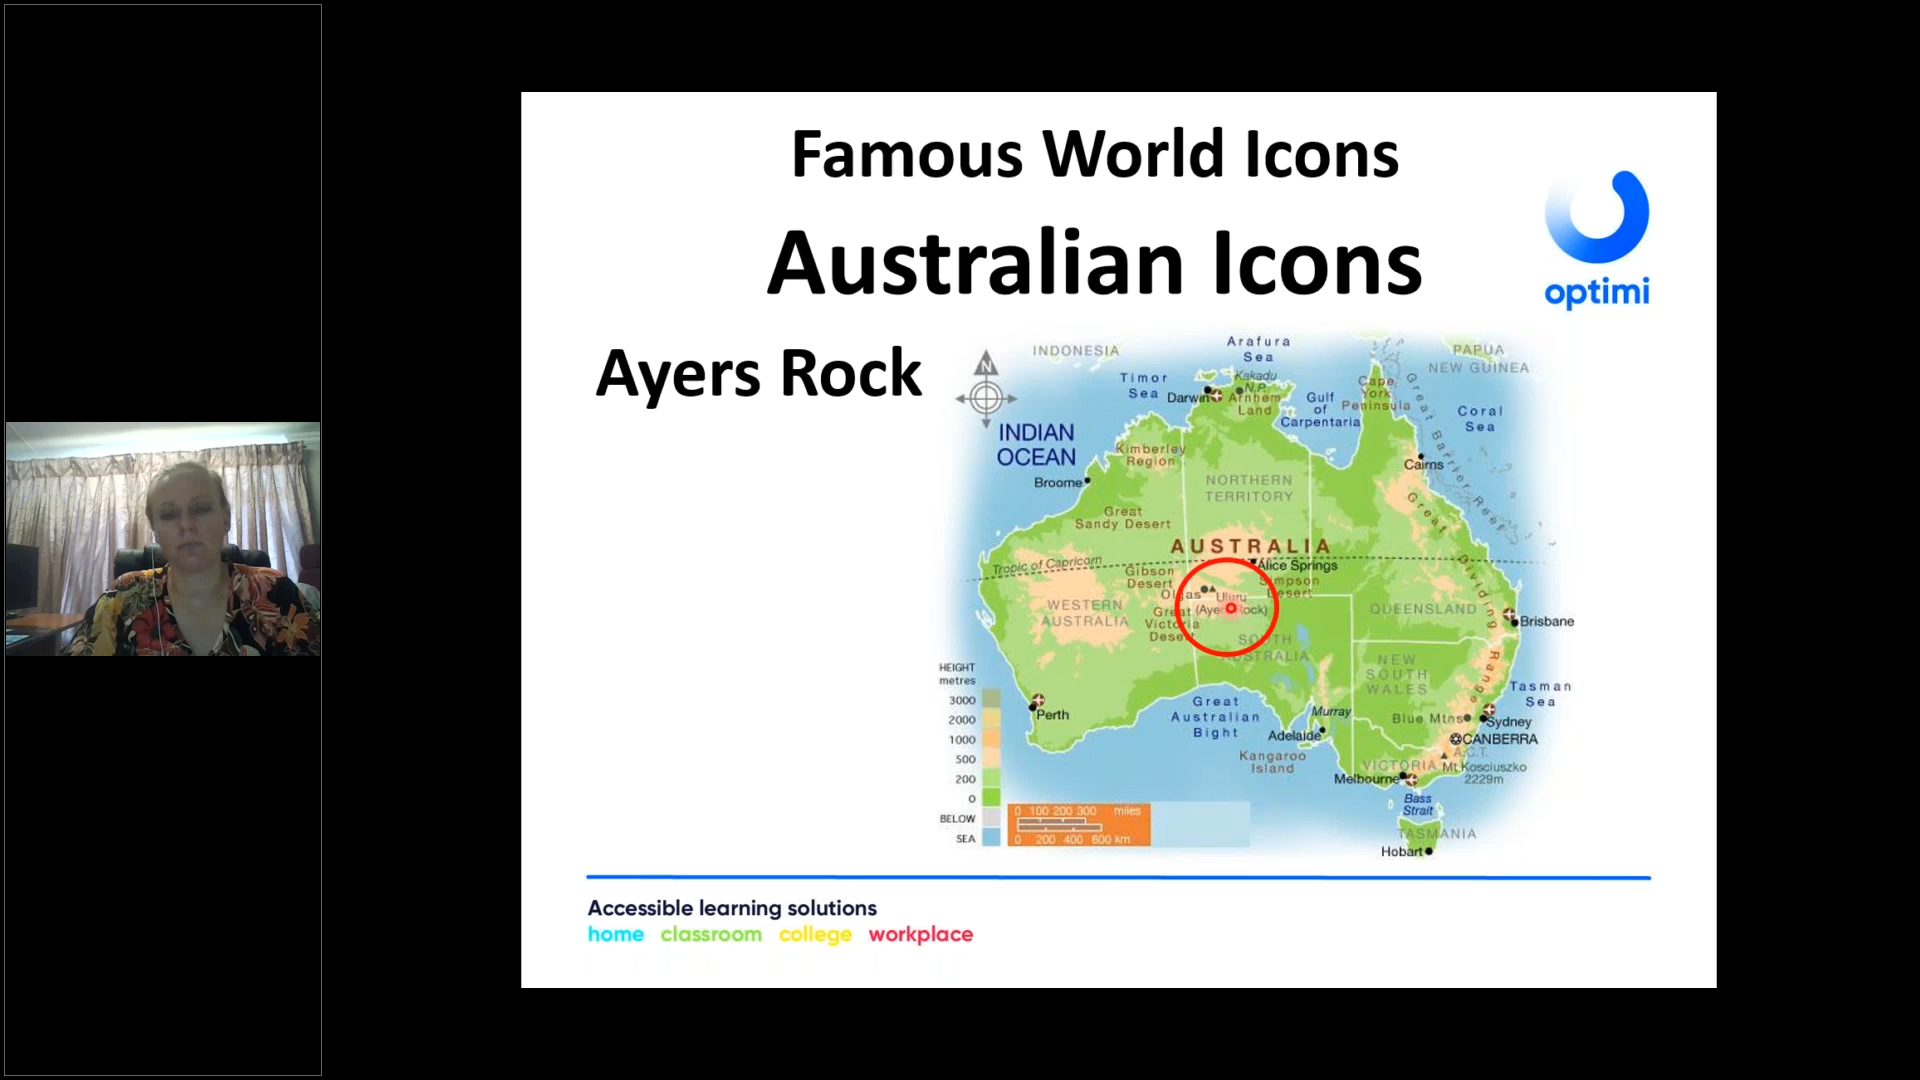 Famous World Icons
Australian Icons
optimi
Ayers Rock
INDONESIA
Arafura
Sea
PAPUA
NEW GUINEA
N
Timor
Sea
Kakadu
N.P.
Darwin
Arnhem
Land
Gulf
of
Carpentaria
Cape
York
Peninsula
Great Barrier Reef
Coral
Sea
INDIAN
OCEAN
Kimberley
Region
Cairns
Broome
NORTHERN
TERRITORY
Great
Sandy Desert
Great Dividing Range
AUSTRALIA
Tropic of Capricorn
Alice Springs
Gibson
Desert
Simpson
Desert
Olgas
Uluru
(Ayers Rock)
WESTERN
AUSTRALIA
Great
Victoria
Desert
QUEENSLAND
Brisbane
SOUTH
AUSTRALIA
NEW
SOUTH
WALES
HEIGHT
metres
3000
2000
1000
500
200
0
BELOW
SEA
Perth
Great
Australian
Bight
Murray
Adelaide
Kangaroo
Island
Tasman
Sea
Blue Mtns
Sydney
CANBERRA
A.C.T.
VICTORIA
Mt Kosciuszko
2229m
Melbourne
Bass
Strait
TASMANIA
Hobart
0 100 200 300 miles
0 200 400 600 km
Accessible learning solutions
home classroom college workplace